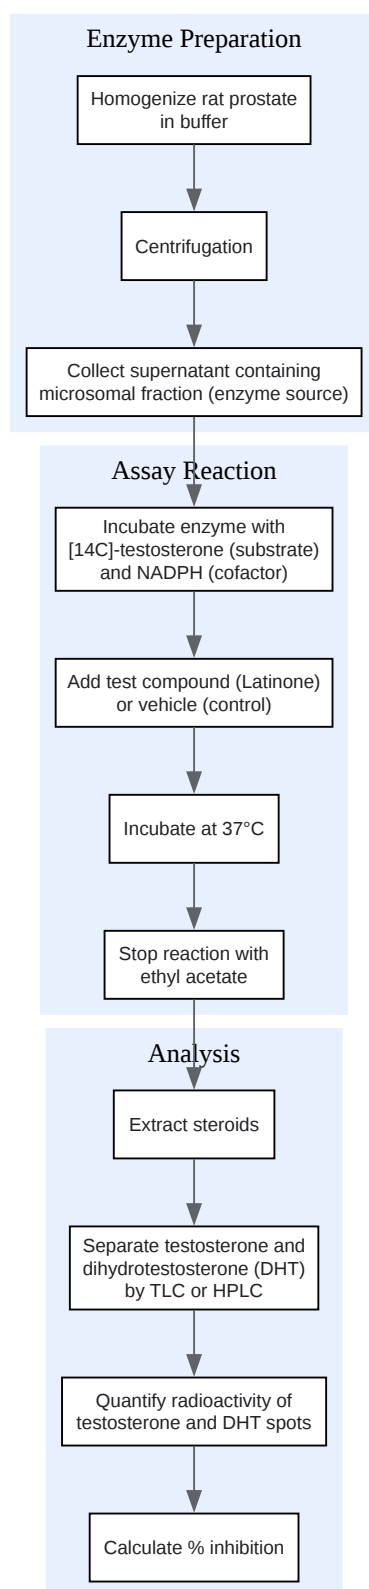 Enzyme Preparation
Homogenize rat prostate
in buffer
Centrifugation
Collect supernatant containing
microsomal fraction (enzyme source)
Assay Reaction
Incubate enzyme with
[14C]-testosterone (substrate)
and NADPH (cofactor)
Add test compound (Latinone)
or vehicle (control)
Incubate at 37°C
Stop reaction with
ethyl acetate
Analysis
Extract steroids
Separate testosterone and
dihydrotestosterone (DHT)
by TLC or HPLC
Quantify radioactivity of
testosterone and DHT spots
Calculate % inhibition